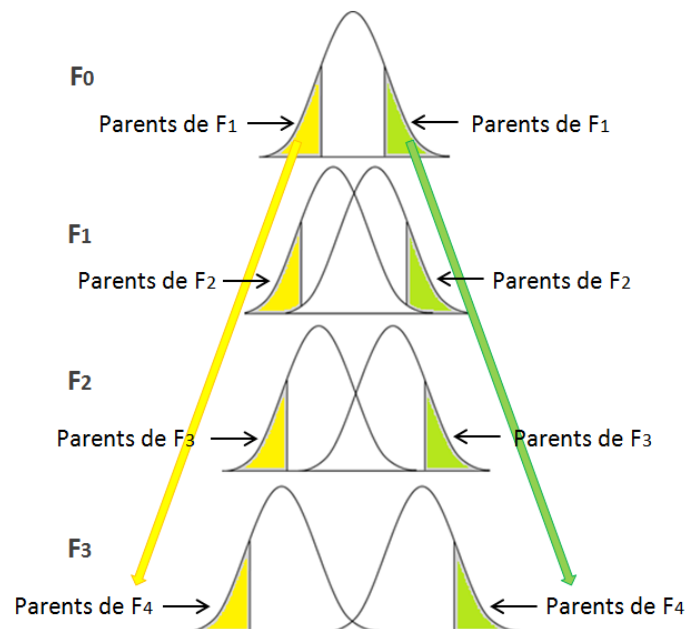 F0
Parents de F1
Parents de F1
F1
Parents de F2
Parents de F2
F2
Parents de F3
Parents de F3
F3
Parents de F4
Parents de F4